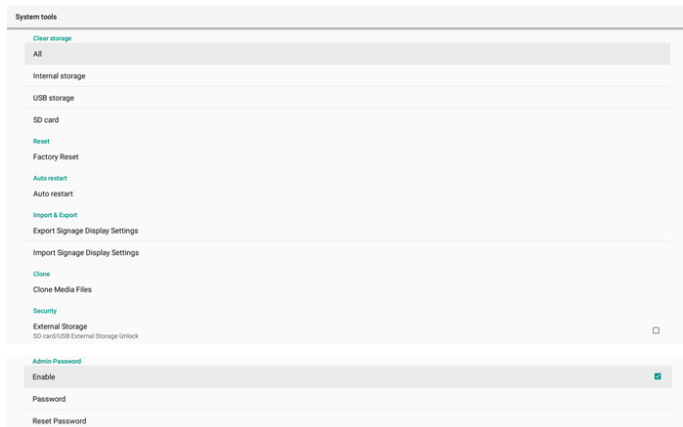 System tools
Clear storage
All
Internal storage
USB storage
SD card
Reset
Factory Reset
Auto restart
Auto restart
Import & Export
Export Signage Display Settings
Import Signage Display Settings
Clone
Clone Media Files
Security
External Storage
SD card/USB External Storage Unlock
Admin Password
Enable
Password
Reset Password